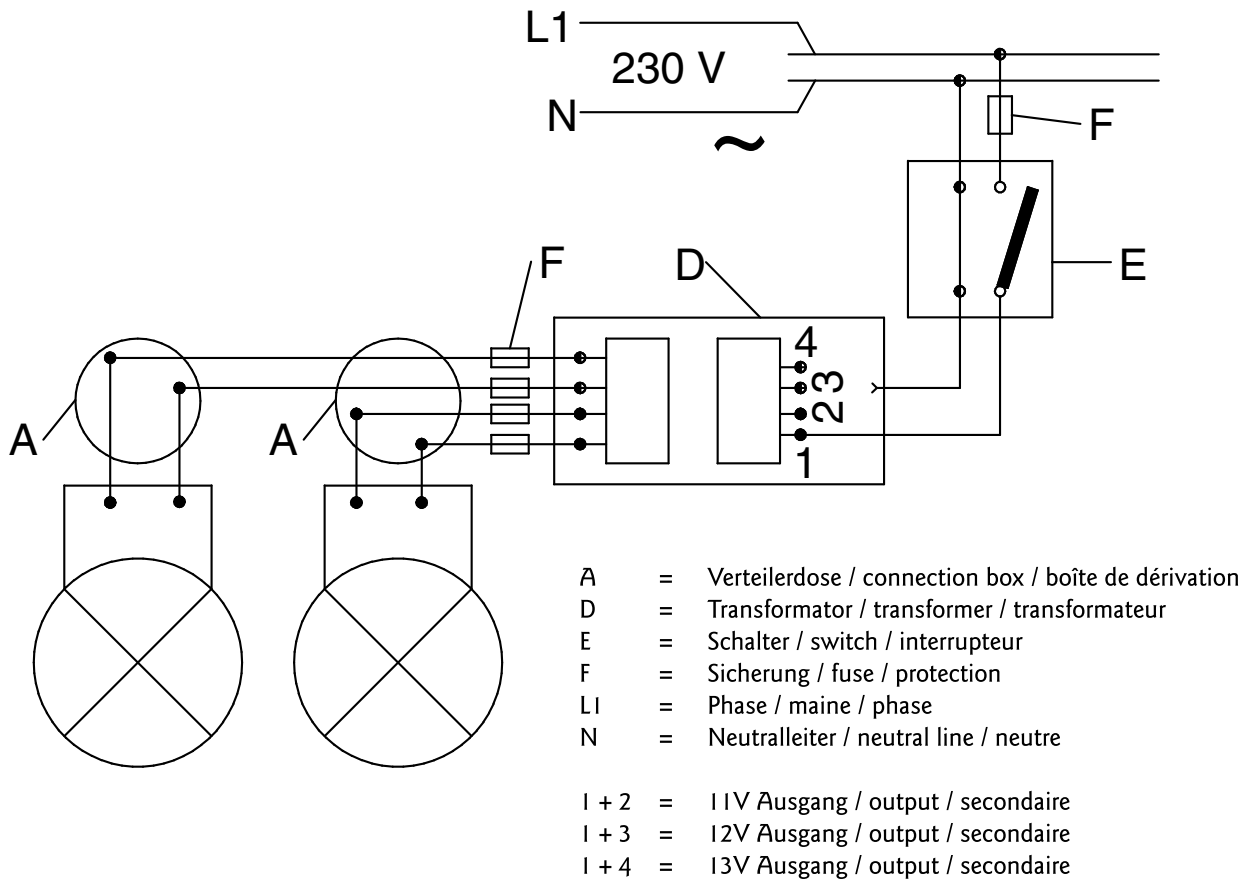 L1
230 V
N
~
F
E
F
D
4
3
2
1
A
A
A = Verteilerdose / connection box / boîte de dérivation
D = Transformator / transformer / transformateur
E = Schalter / switch / interrupteur
F = Sicherung / fuse / protection
L1 = Phase / maine / phase
N = Neutralleiter / neutral line / neutre
1 + 2 = 11V Ausgang / output / secondaire
1 + 3 = 12V Ausgang / output / secondaire
1 + 4 = 13V Ausgang / output / secondaire